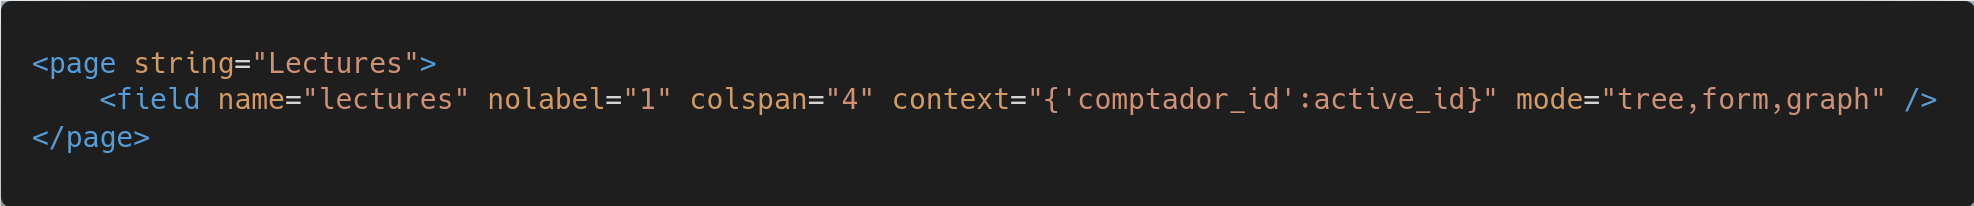 <page string="Lectures">
    <field name="lectures" nolabel="1" colspan="4" context="{'comptador_id':active_id}" mode="tree,form,graph" />
</page>